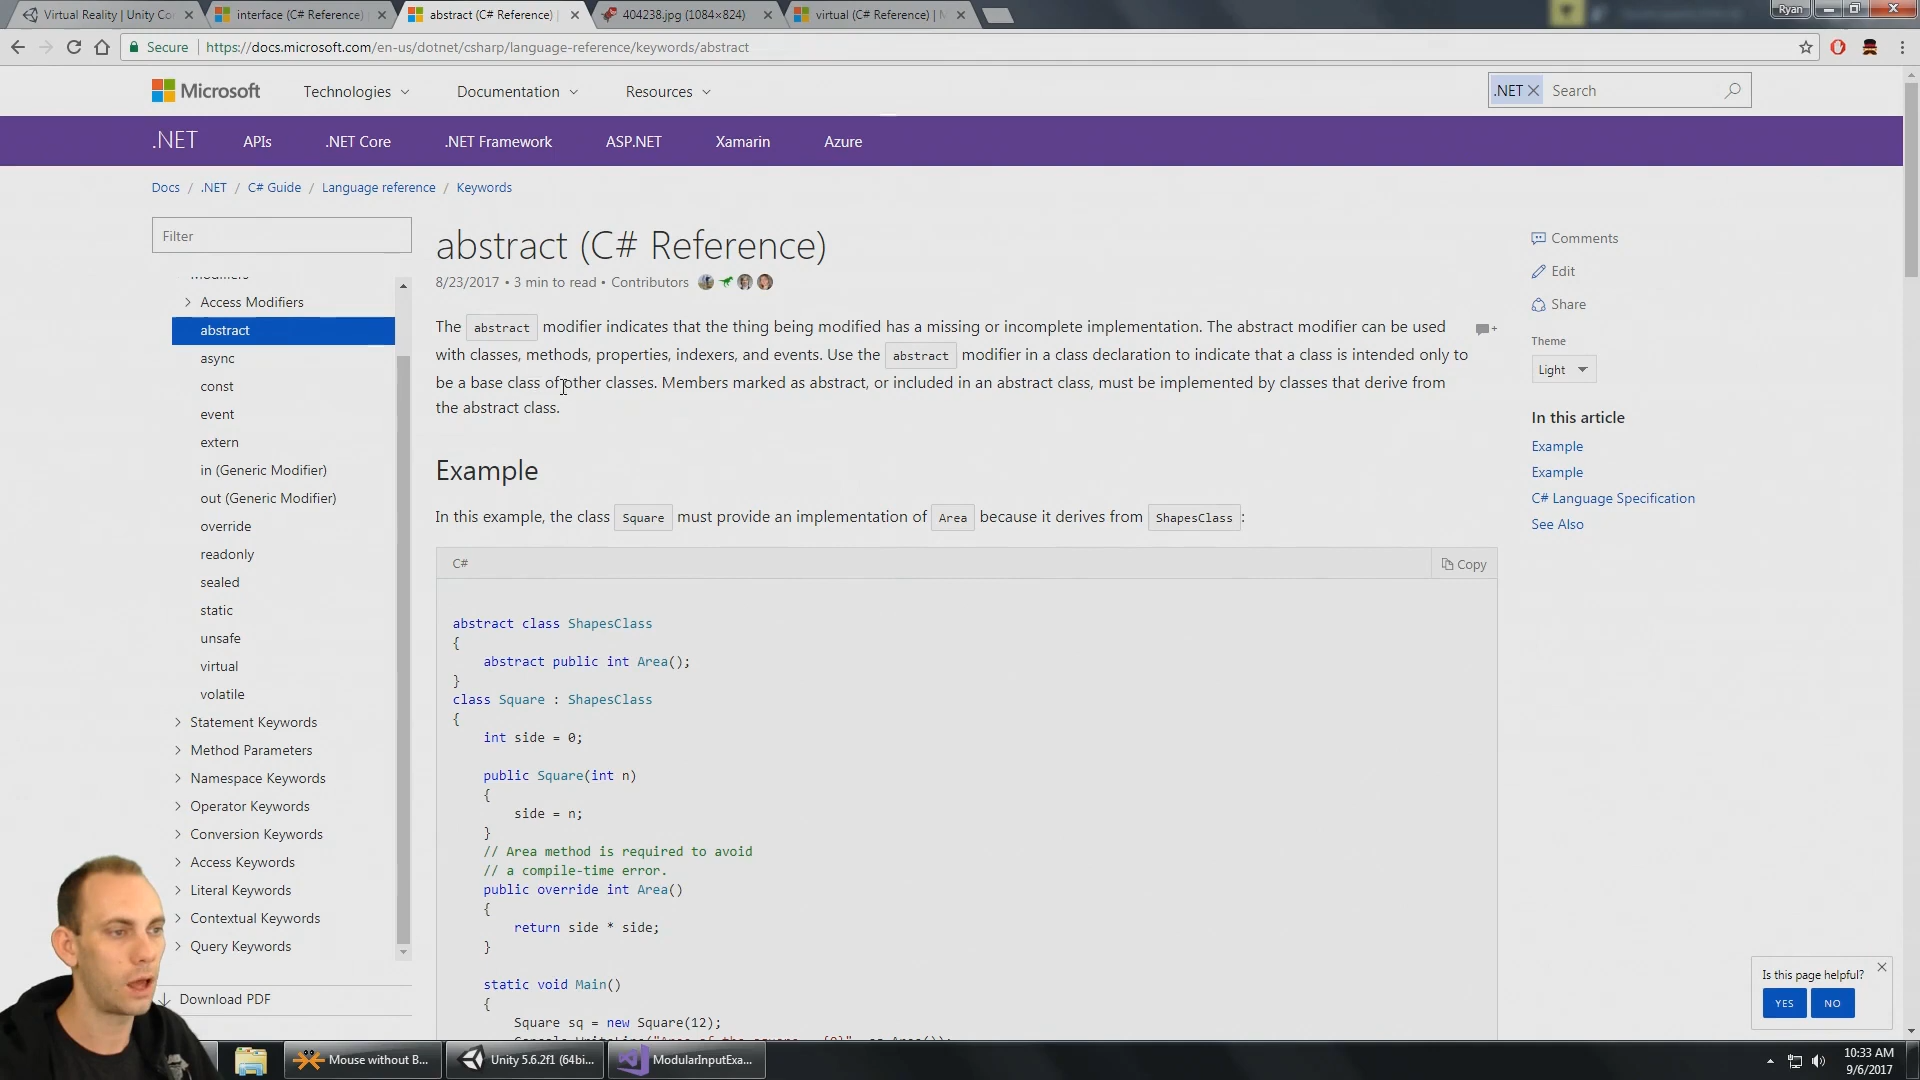 Virtual Reality | Unity Co
interface (C# Reference)
abstract (C# Reference)
404238.jpg (1084×824)
virtual (C# Reference) | M
Ryan
Secure
https://docs.microsoft.com/en-us/dotnet/csharp/language-reference/keywords/abstract
Microsoft
Technologies
Documentation
Resources
.NET
Search
.NET
APIs
.NET Core
.NET Framework
ASP.NET
Xamarin
Azure
Docs / .NET / C# Guide / Language reference / Keywords
Filter
Modifiers
Access Modifiers
abstract
async
const
event
extern
in (Generic Modifier)
out (Generic Modifier)
override
readonly
sealed
static
unsafe
virtual
volatile
Statement Keywords
Method Parameters
Namespace Keywords
Operator Keywords
Conversion Keywords
Access Keywords
Literal Keywords
Contextual Keywords
Query Keywords
Download PDF
abstract (C# Reference)
8/23/2017 • 3 min to read • Contributors
The abstract modifier indicates that the thing being modified has a missing or incomplete implementation. The abstract modifier can be used
with classes, methods, properties, indexers, and events. Use the abstract modifier in a class declaration to indicate that a class is intended only to
be a base class of other classes. Members marked as abstract, or included in an abstract class, must be implemented by classes that derive from
the abstract class.
Example
In this example, the class Square must provide an implementation of Area because it derives from ShapesClass:
C#
Copy
abstract class ShapesClass
{
abstract public int Area();
}
class Square : ShapesClass
{
int side = 0;
public Square(int n)
{
side = n;
}
// Area method is required to avoid
// a compile-time error.
public override int Area()
{
return side * side;
}
static void Main()
{
Square sq = new Square(12);
Console.WriteLine("Area of the square = {0}", sq.Area());
Comments
Edit
Share
Theme
Light
In this article
Example
Example
C# Language Specification
See Also
Is this page helpful?
YES
NO
Mouse without B...
Unity 5.6.2f1 (64bi...
ModularInputExa...
10:33 AM
9/6/2017